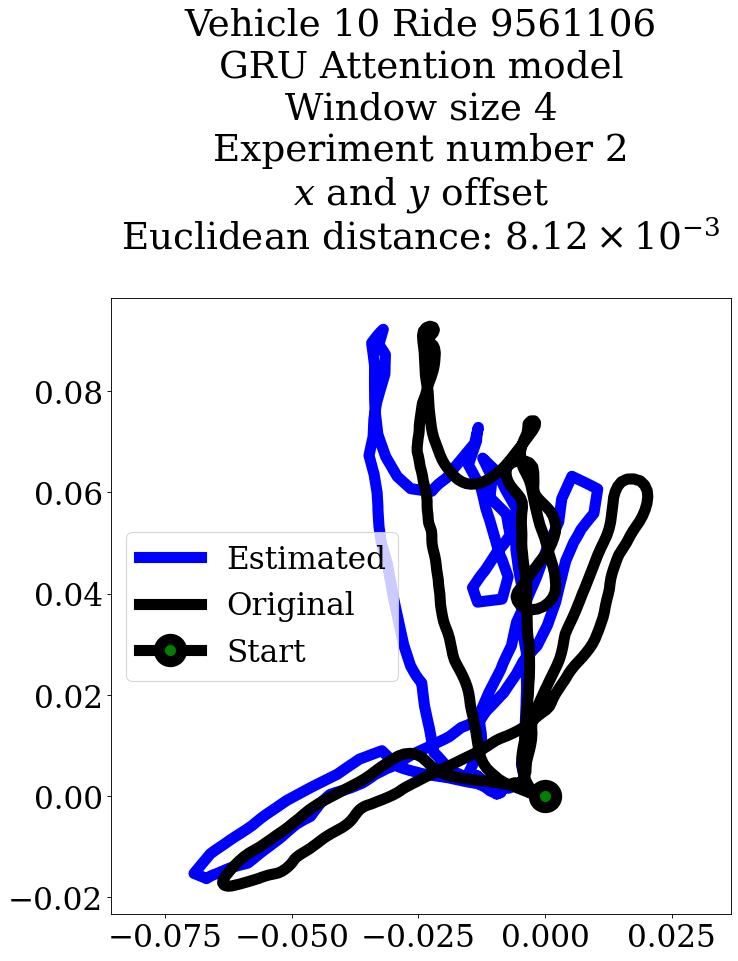 Vehicle 10 Ride 9561106
GRU Attention model
Window size 4
Experiment number 2
x and y offset
Euclidean distance: 8.12 × 10⁻³
0.08
0.06
0.04
0.02
0.00
−0.02
Estimated
Original
Start
−0.075 −0.050 −0.025 0.000 0.025